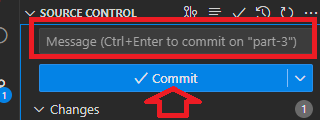 SOURCE CONTROL
Message (Ctrl+Enter to commit on "part-3")
Commit
Changes
1
1